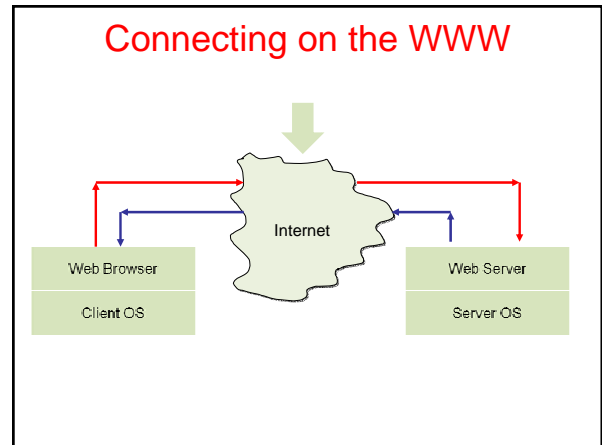 Connecting on the WWW
Internet
Web Browser
Client OS
Web Server
Server OS